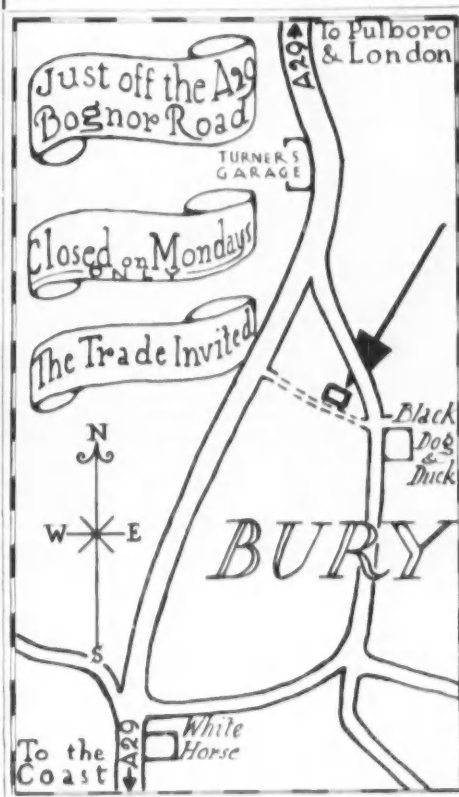 Just off the A29
Bognor Road
To Pulboro
& London
A29
TURNER'S
GARAGE
Closed on Mondays
ONLY
The Trade Invited
Black
Dog
&
Duck
N
W E
S
BURY
A29
White
Horse
To the
Coast